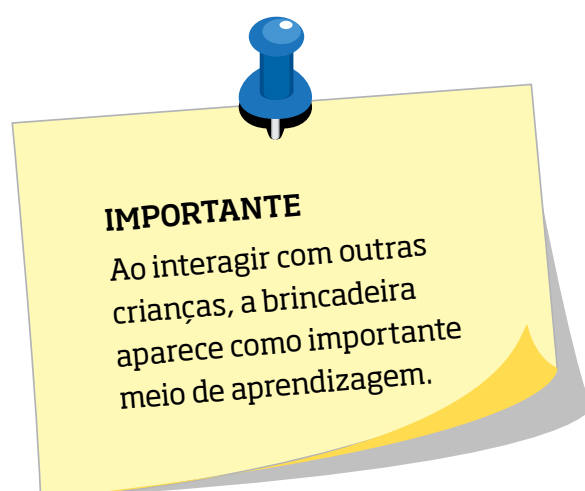 IMPORTANTE
Ao interagir com outras
crianças, a brincadeira
aparece como importante
meio de aprendizagem.